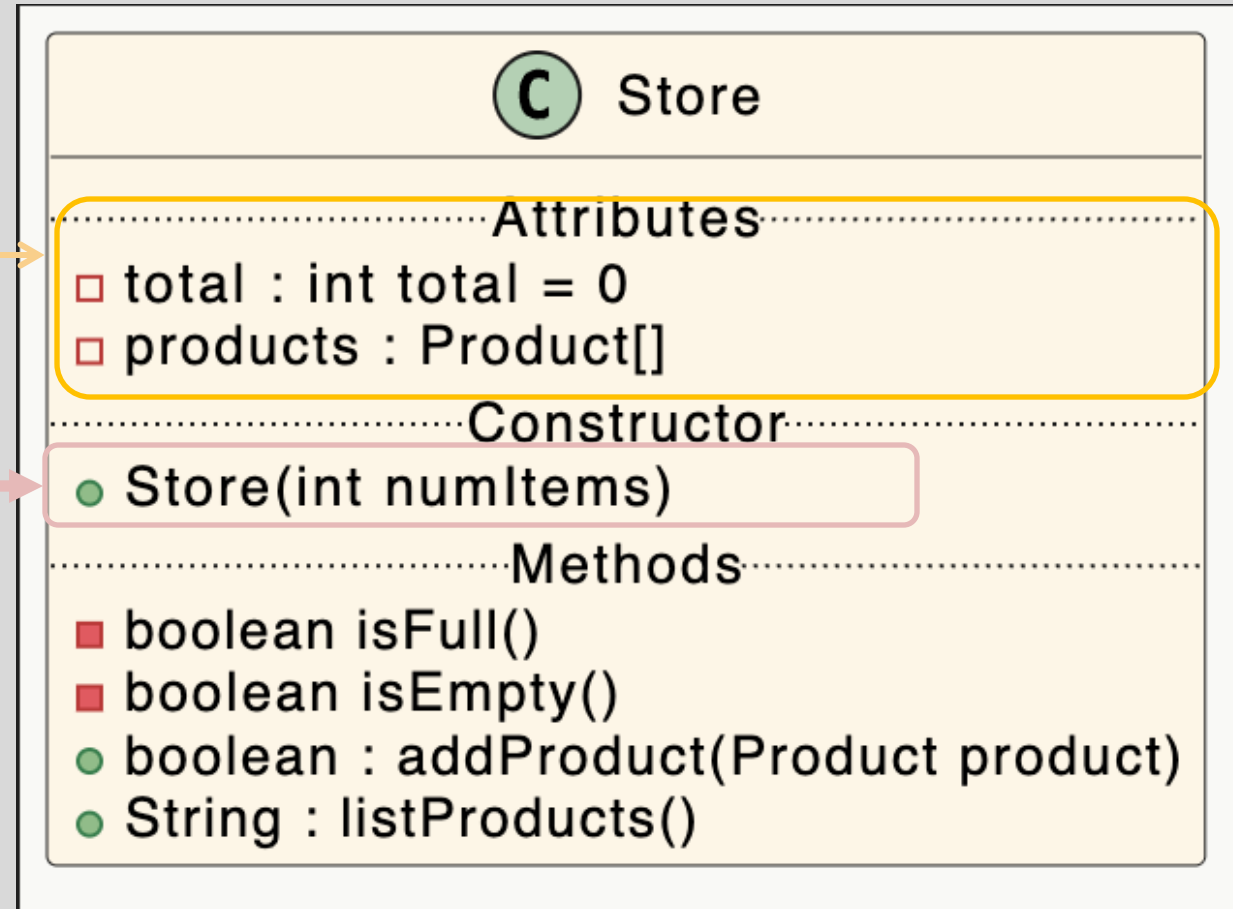 C Store
Attributes
total : int total = 0
products : Product[]
Constructor
Store(int numItems)
Methods
boolean isFull()
boolean isEmpty()
boolean : addProduct(Product product)
String : listProducts()